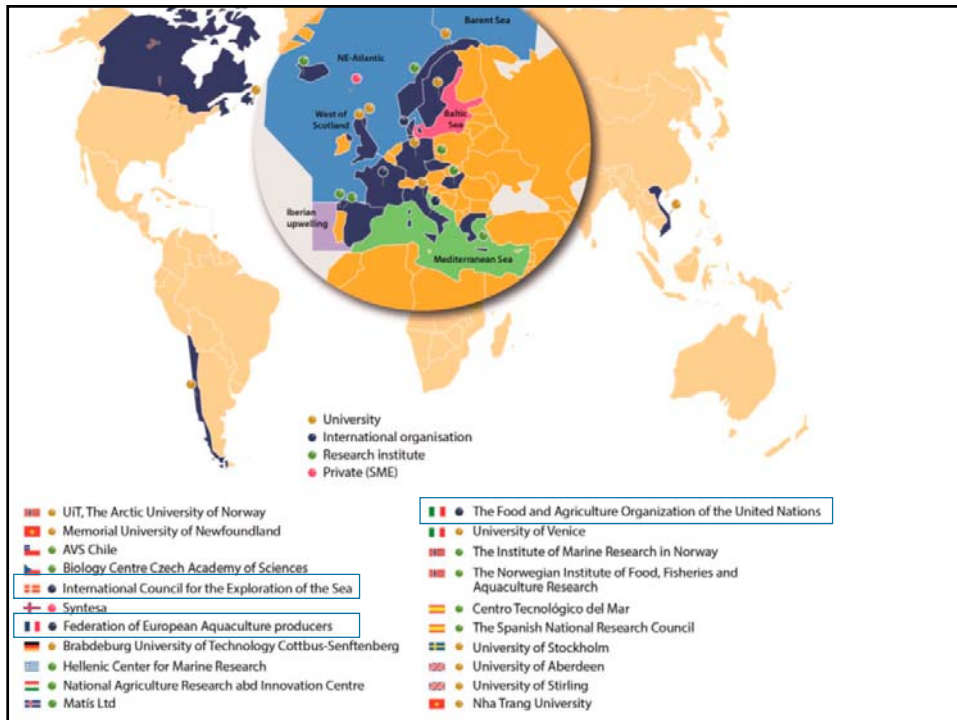 Barent Sea
NE-Atlantic
West of
Scotland
Baltic
Sea
Iberian
upwelling
Mediterranean Sea
University
International organisation
Research institute
Private (SME)
UiT, The Arctic University of Norway
Memorial University of Newfoundland
AVS Chile
Biology Centre Czech Academy of Sciences
International Council for the Exploration of the Sea
Syntesa
Federation of European Aquaculture producers
Brabdeburg University of Technology Cottbus-Senftenberg
Hellenic Center for Marine Research
National Agriculture Research abd Innovation Centre
Matís Ltd
The Food and Agriculture Organization of the United Nations
University of Venice
The Institute of Marine Research in Norway
The Norwegian Institute of Food, Fisheries and
Aquaculture Research
Centro Tecnológico del Mar
The Spanish National Research Council
University of Stockholm
University of Aberdeen
University of Stirling
Nha Trang University